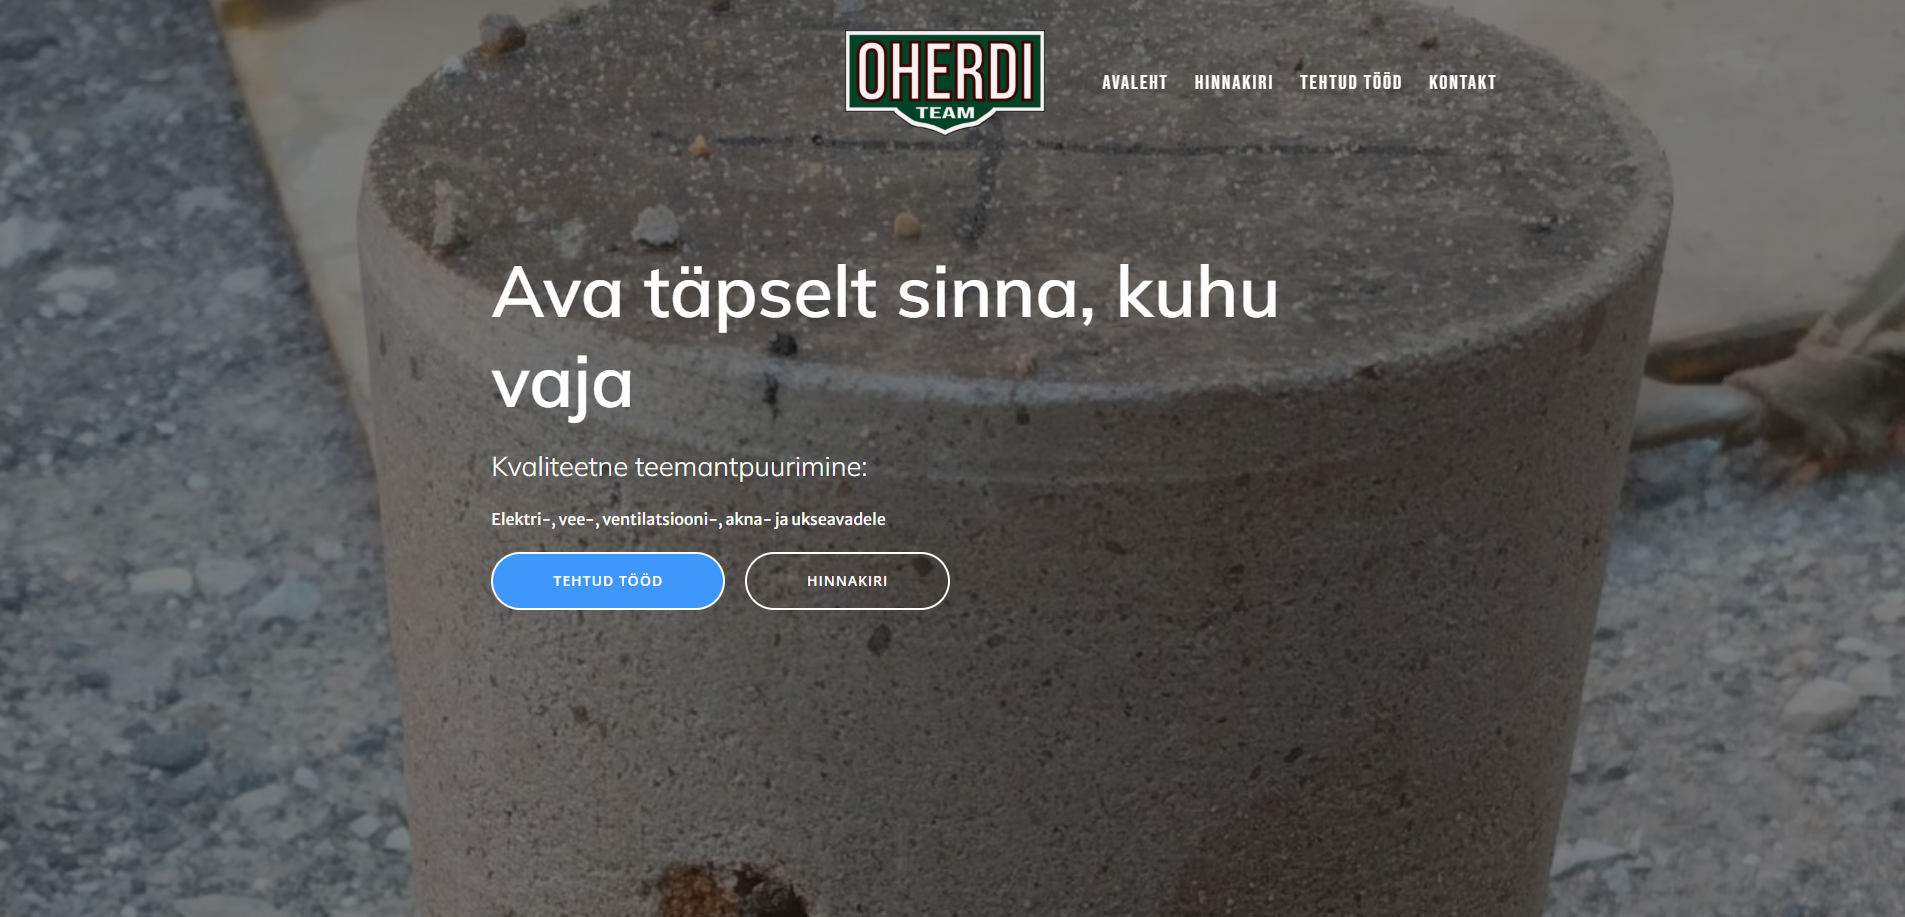 OHERDI
TEAM
AVALEHT HINNAKIRI TEHTUD TÖÖD KONTAKT
Ava täpselt sinna, kuhu
vaja
Kvaliteetne teemantpuurimine:
Elektri-, vee-, ventilatsiooni-, akna- ja ukseavadele
TEHTUD TÖÖD HINNAKIRI